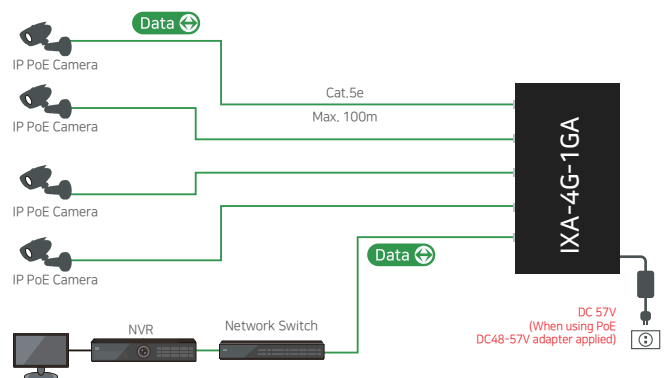 Data
IP PoE Camera
Cat.5e
IP PoE Camera
Max. 100m
IXA-4G-1GA
IP PoE Camera
Data
IP PoE Camera
DC 57V
(When using PoE
DC48-57V adapter applied)
NVR
Network Switch